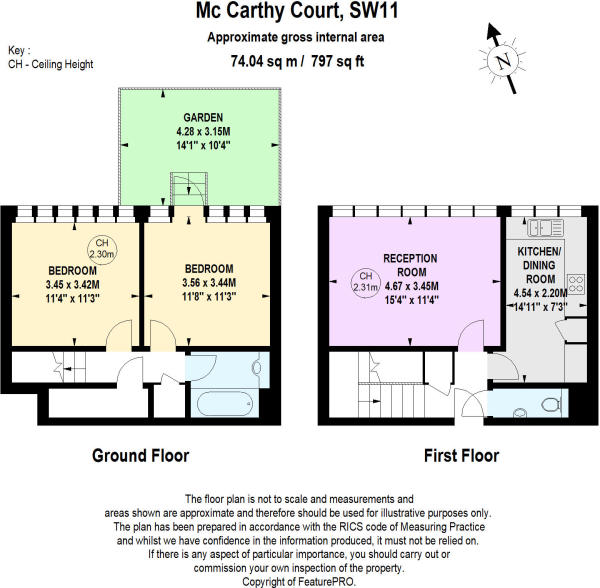 Mc Carthy Court, SW11
Approximate gross internal area
74.04 sq m / 797 sq ft
Key :
CH - Ceiling Height
N
GARDEN
4.28 x 3.15M
14'1" x 10'4"
CH
2.30m
BEDROOM
3.45 x 3.42M
11'4" x 11'3"
BEDROOM
3.56 x 3.44M
11'8" x 11'3"
CH
2.31m
RECEPTION
ROOM
4.67 x 3.45M
15'4" x 11'4"
KITCHEN/
DINING
ROOM
4.54 x 2.20M
14'11" x 7'3"
Ground Floor
First Floor
The floor plan is not to scale and measurements and
areas shown are approximate and therefore should be used for illustrative purposes only.
The plan has been prepared in accordance with the RICS code of Measuring Practice
and whilst we have confidence in the information produced, it must not be relied on.
If there is any aspect of particular importance, you should carry out or
commission your own inspection of the property.
Copyright of FeaturePRO.